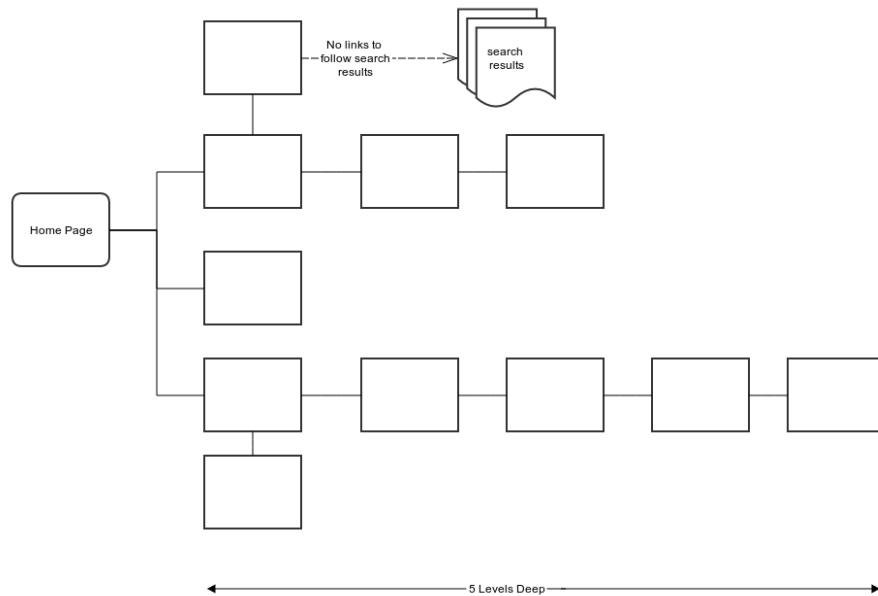 No links to
follow search
results
search
results
Home Page
5 Levels Deep